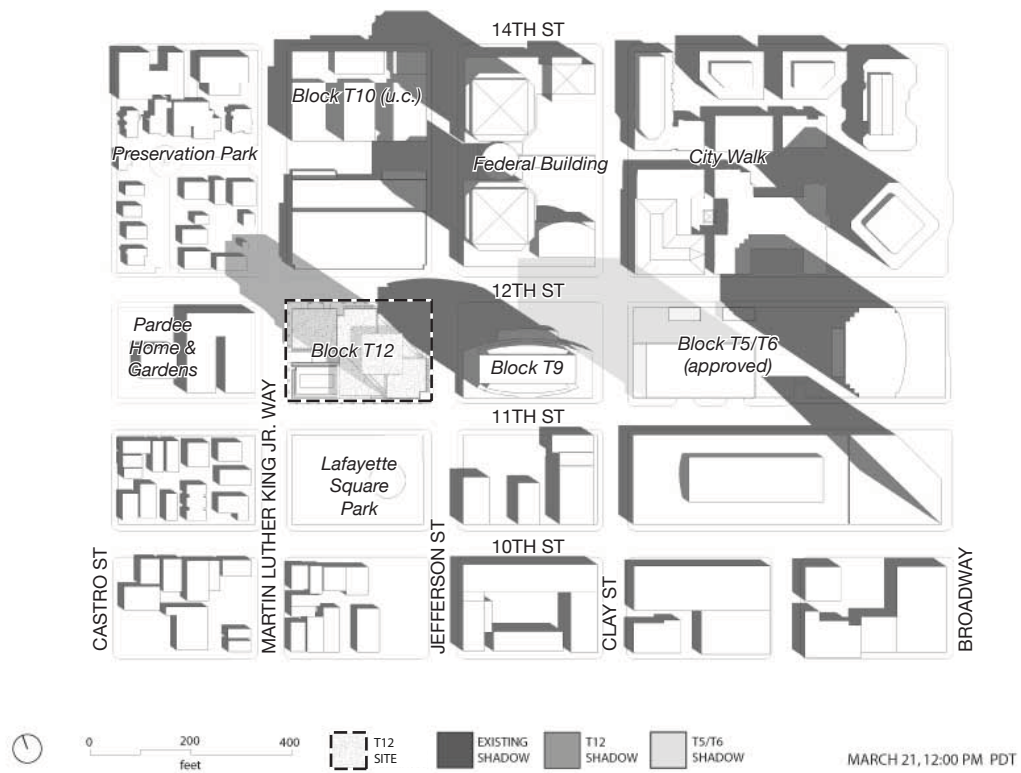 14TH ST
Block T10 (u.c.)
Preservation Park
Federal Building
City Walk
12TH ST
Pardee
Home &
Gardens
Block T12
Block T9
Block T5/T6
(approved)
11TH ST
Lafayette
Square
Park
10TH ST
CASTRO ST
MARTIN LUTHER KING JR. WAY
JEFFERSON ST
CLAY ST
BROADWAY
0 200 400
feet
T12
SITE
EXISTING
SHADOW
T12
SHADOW
T5/T6
SHADOW
MARCH 21, 12:00 PM PDT